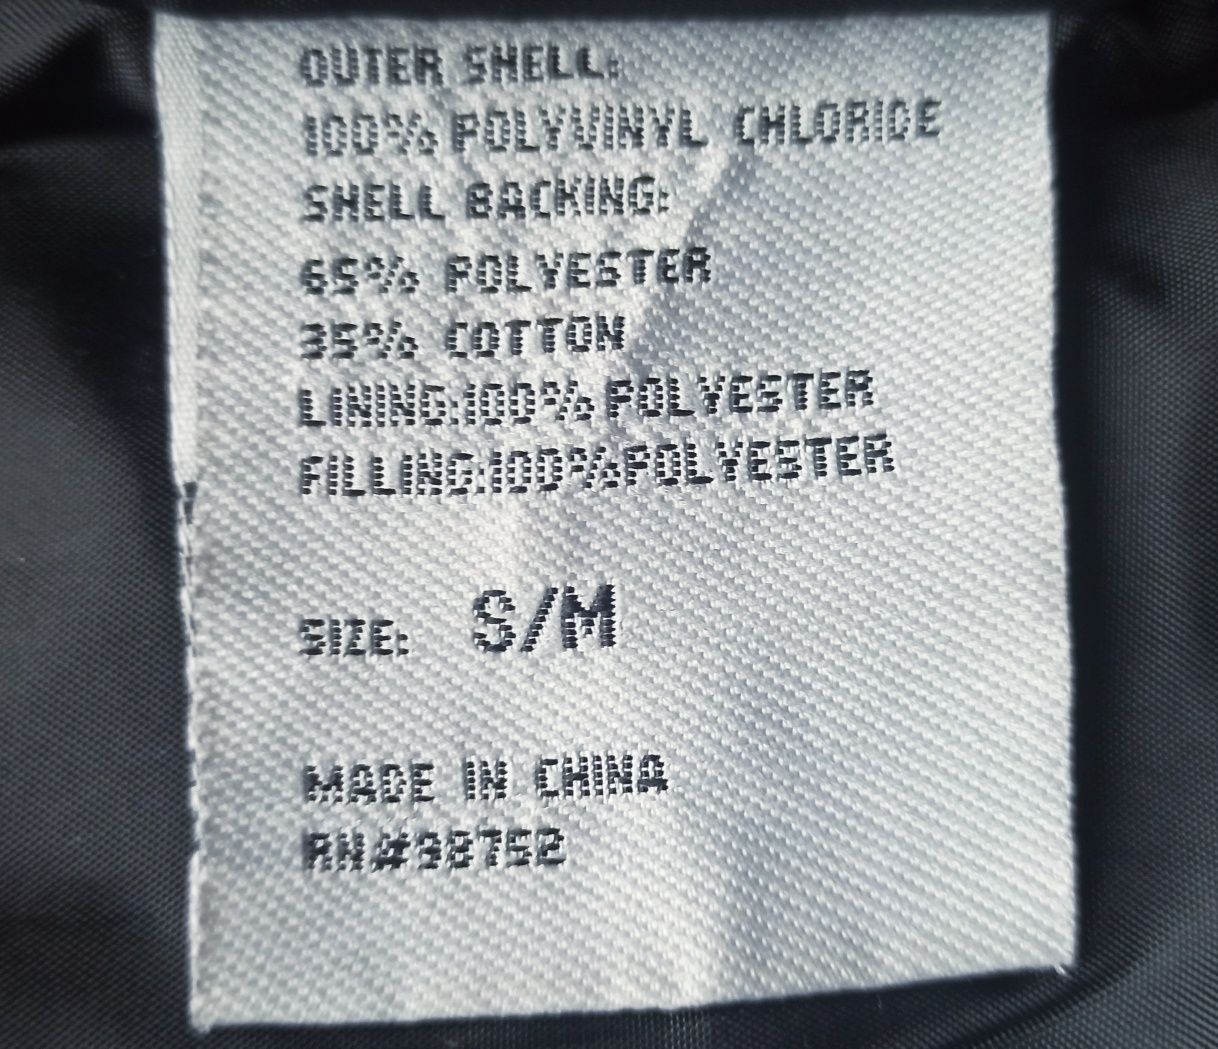 OUTER SHELL:
100% POLYVINYL CHLORIDE
SHELL BACKING:
65% POLYESTER
35% COTTON
LINING:100% POLYESTER
FILLING:100%POLYESTER
SIZE: S/M
MADE IN CHINA
RN#98752